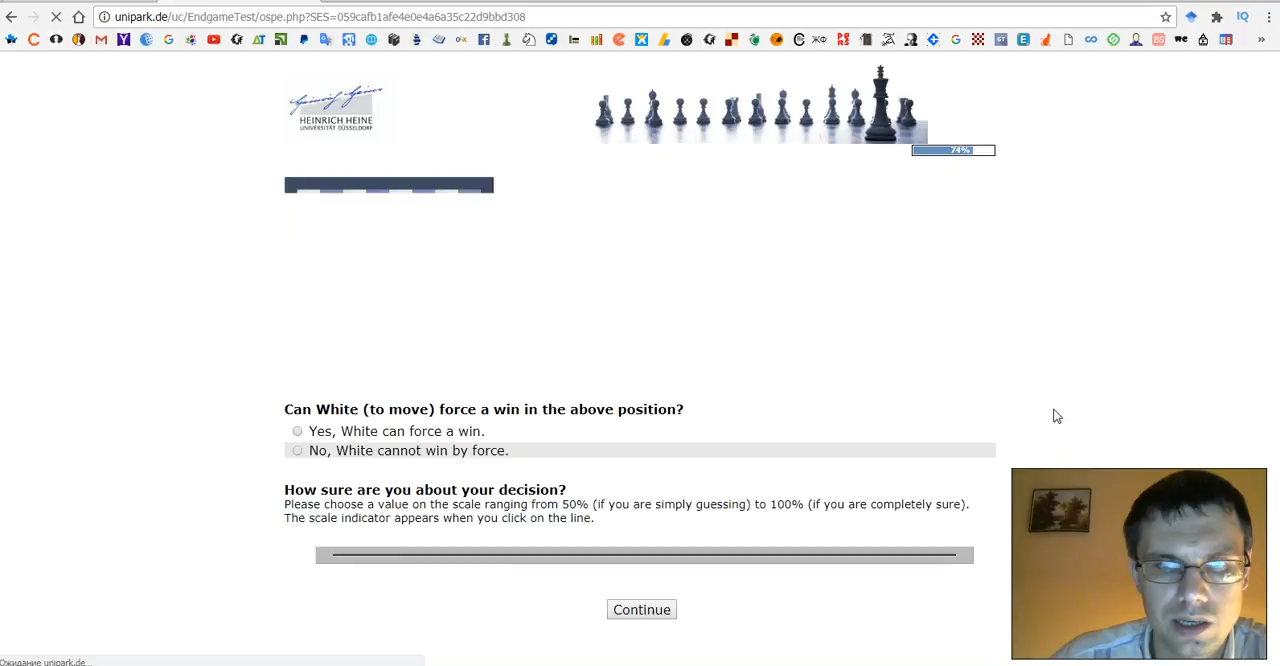 unipark.de/uc/EndgameTest/ospe.php?SES=059cafb1afe4e0e4a6a35c22d9bbd308
IQ
HEINRICH HEINE
UNIVERSITÄT DÜSSELDORF
74%
Can White (to move) force a win in the above position?
Yes, White can force a win.
No, White cannot win by force.
How sure are you about your decision?
Please choose a value on the scale ranging from 50% (if you are simply guessing) to 100% (if you are completely sure).
The scale indicator appears when you click on the line.
Continue
Ожидание unipark.de...